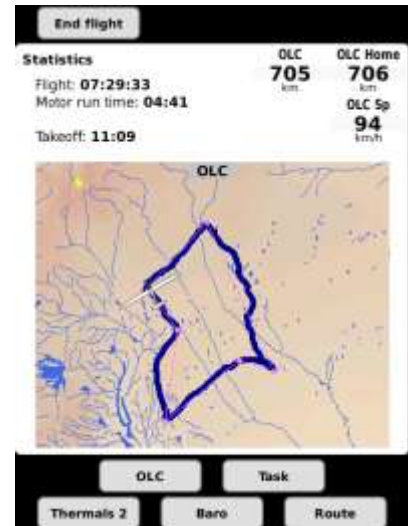 End flight
Statistics
OLC OLC Home
705 706
km km
Flight: 07:29:33
Motor run time: 04:41
OLC Sp
94
km/h
Takeoff: 11:09
OLC
OLC Task
Thermals 2 Baro Route